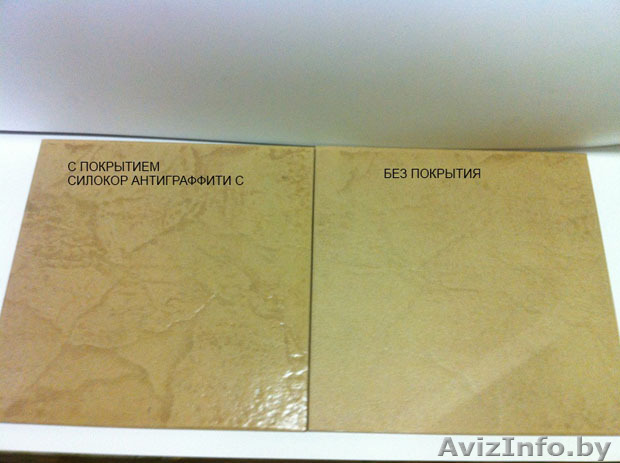 С ПОКРЫТИЕМ
СИЛОКОР АНТИГРАФФИТИ С
БЕЗ ПОКРЫТИЯ
AvizInfo.by